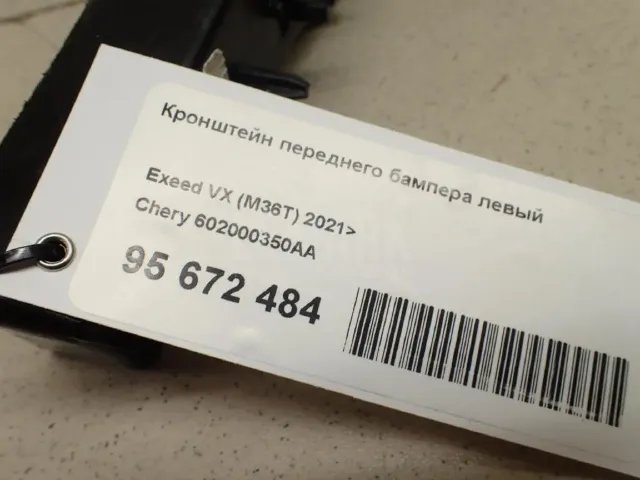 Кронштейн переднего бампера левый
Exeed VX (M36T) 2021>
Chery 602000350AA
95 672 484